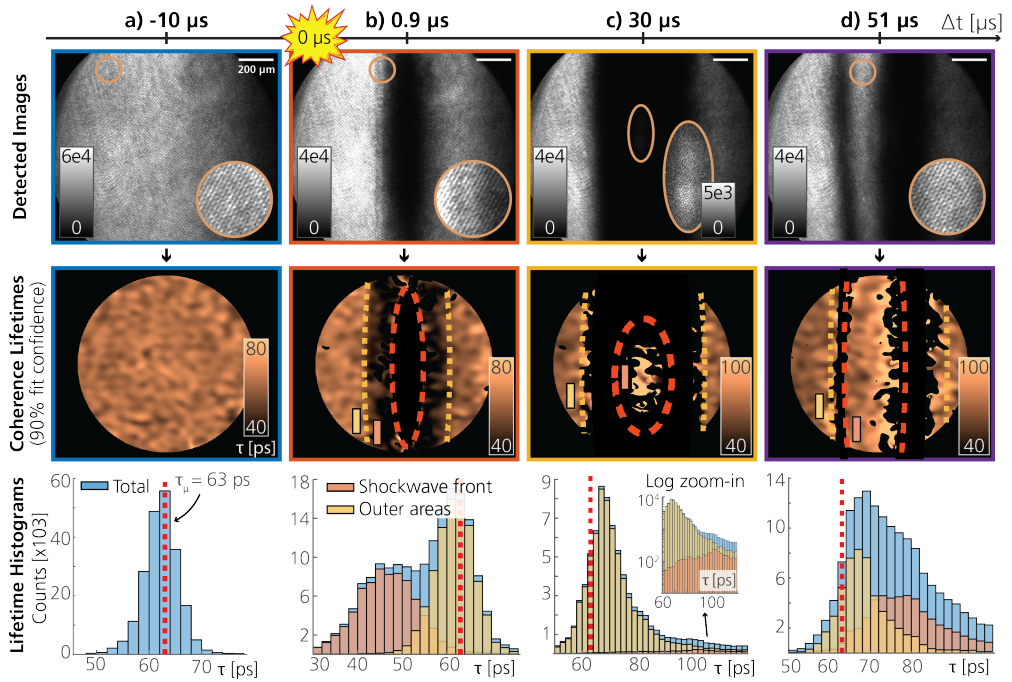 a) -10 μs
b) 0.9 μs
c) 30 μs
d) 51 μs
Δt [μs]
0 μs
Detected Images
200 μm
6e4
0
4e4
0
4e4
0
5e3
0
4e4
0
Coherence Lifetimes
(90% fit confidence)
80
40
τ [ps]
80
40
100
40
100
40
Lifetime Histograms
Counts [x103]
60
40
20
0
Total
τμ = 63 ps
50
60
70
τ [ps]
18
14
10
6
2
Shockwave front
Outer areas
30
40
50
60
τ [ps]
9
7
5
3
1
Log zoom-in
10⁴
10²
τ [ps]
60
100
60
80
100
τ [ps]
14
10
6
2
0
50
60
70
80
τ [ps]